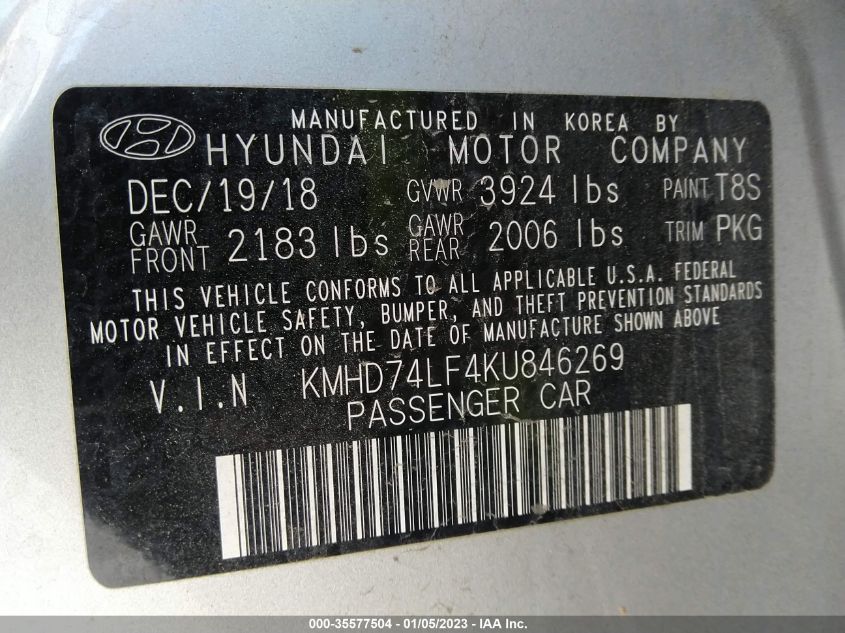 MANUFACTURED IN KOREA BY
HYUNDAI MOTOR COMPANY
DEC/19/18 GVWR 3924 lbs PAINT T8S
GAWR FRONT 2183 lbs GAWR REAR 2006 lbs TRIM PKG
THIS VEHICLE CONFORMS TO ALL APPLICABLE U.S.A. FEDERAL
MOTOR VEHICLE SAFETY, BUMPER, AND THEFT PREVENTION STANDARDS
IN EFFECT ON THE DATE OF MANUFACTURE SHOWN ABOVE
V.I.N KMHD74LF4KU846269
PASSENGER CAR
000-35577504 - 01/05/2023 - IAA Inc.